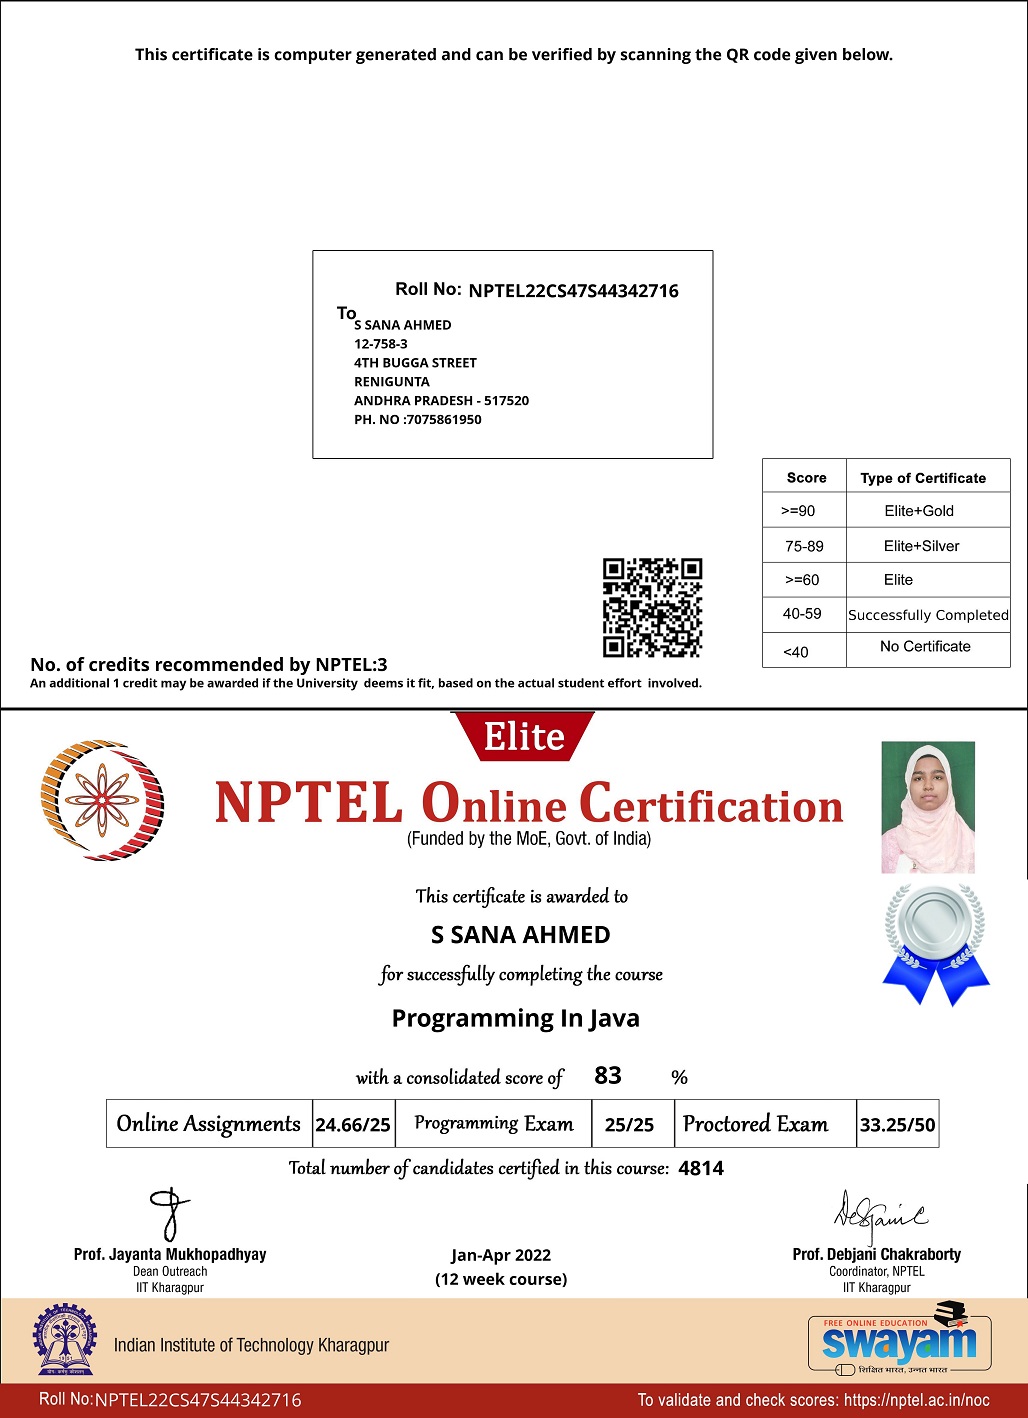 This certificate is computer generated and can be verified by scanning the QR code given below.
Roll No: NPTEL22CS47S44342716
To
S SANA AHMED
12-758-3
4TH BUGGA STREET
RENIGUNTA
ANDHRA PRADESH - 517520
PH. NO :7075861950
Score Type of Certificate
>=90 Elite+Gold
75-89 Elite+Silver
>=60 Elite
40-59 Successfully Completed
<40 No Certificate
No. of credits recommended by NPTEL:3
An additional 1 credit may be awarded if the University deems it fit, based on the actual student effort involved.
Elite
NPTEL Online Certification
(Funded by the MoE, Govt. of India)
This certificate is awarded to
S SANA AHMED
for successfully completing the course
Programming In Java
with a consolidated score of 83 %
Online Assignments 24.66/25 Programming Exam 25/25 Proctored Exam 33.25/50
Total number of candidates certified in this course: 4814
Prof. Jayanta Mukhopadhyay
Dean Outreach
IIT Kharagpur
Jan-Apr 2022
(12 week course)
Prof. Debjani Chakraborty
Coordinator, NPTEL
IIT Kharagpur
Indian Institute of Technology Kharagpur
FREE ONLINE EDUCATION
swayam
शिक्षित भारत, उन्नत भारत
Roll No:NPTEL22CS47S44342716
To validate and check scores: https://nptel.ac.in/noc